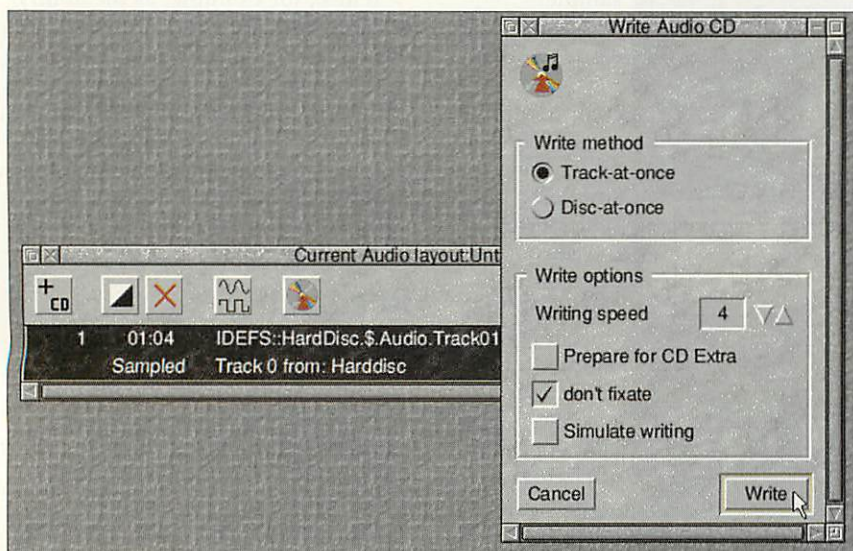 Write Audio CD
Write method
Track-at-once
Disc-at-once
Write options
Writing speed 4
Prepare for CD Extra
don't fixate
Simulate writing
Cancel Write
Current Audio layout:Unt
+CD
1 01:04 IDEFS::HardDisc.$.Audio.Track01
Sampled Track 0 from: Harddisc